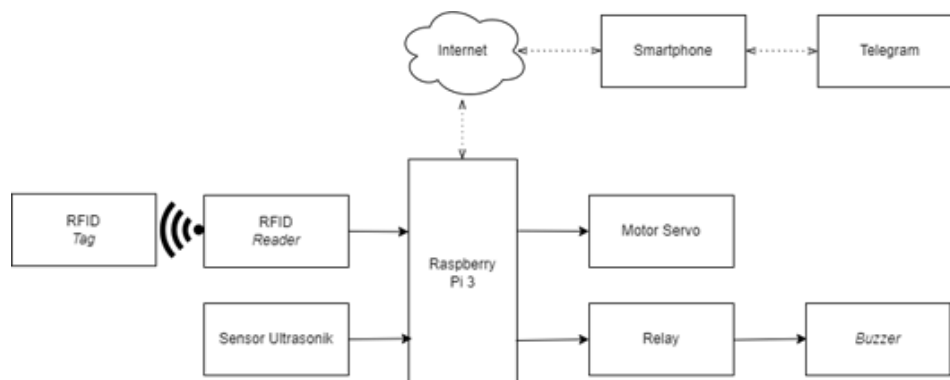 Internet
Smartphone
Telegram
RFID
Tag
RFID
Reader
Raspberry
Pi 3
Motor Servo
Sensor Ultrasonik
Relay
Buzzer